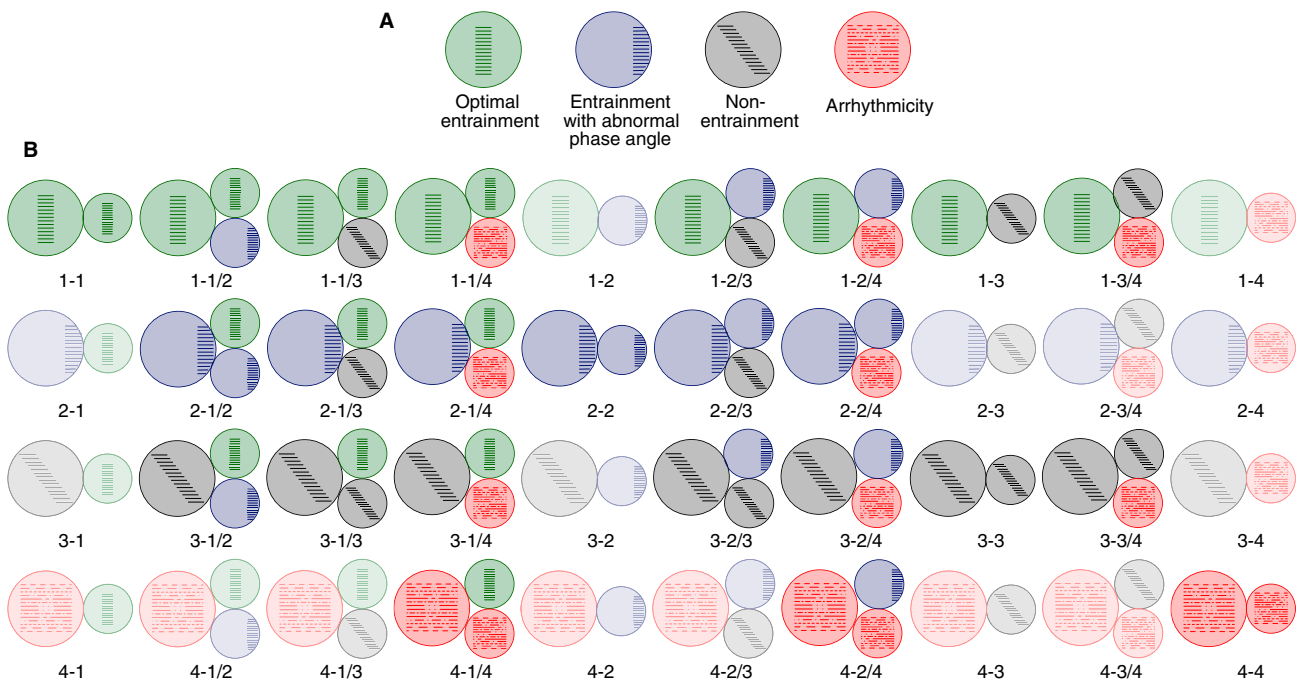 A
Optimal
entrainment
Entrainment
with abnormal
phase angle
Non-
entrainment
Arrhythmicity
B
1-1 1-1/2 1-1/3 1-1/4 1-2 1-2/3 1-2/4 1-3 1-3/4 1-4
2-1 2-1/2 2-1/3 2-1/4 2-2 2-2/3 2-2/4 2-3 2-3/4 2-4
3-1 3-1/2 3-1/3 3-1/4 3-2 3-2/3 3-2/4 3-3 3-3/4 3-4
4-1 4-1/2 4-1/3 4-1/4 4-2 4-2/3 4-2/4 4-3 4-3/4 4-4